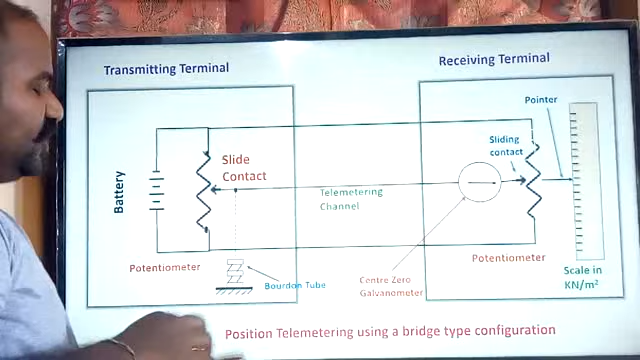 Transmitting Terminal
Receiving Terminal
Pointer
Sliding
contact
Slide
Contact
Battery
Telemetering
Channel
Potentiometer
Potentiometer
Bourdon Tube
Centre Zero
Galvanometer
Scale in
KN/m²
Position Telemetering using a bridge type configuration